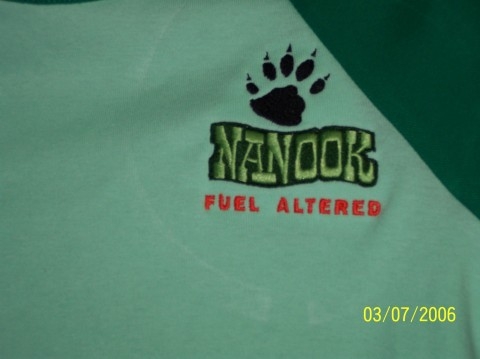 NANOOK
FUEL ALTERED
03/07/2006